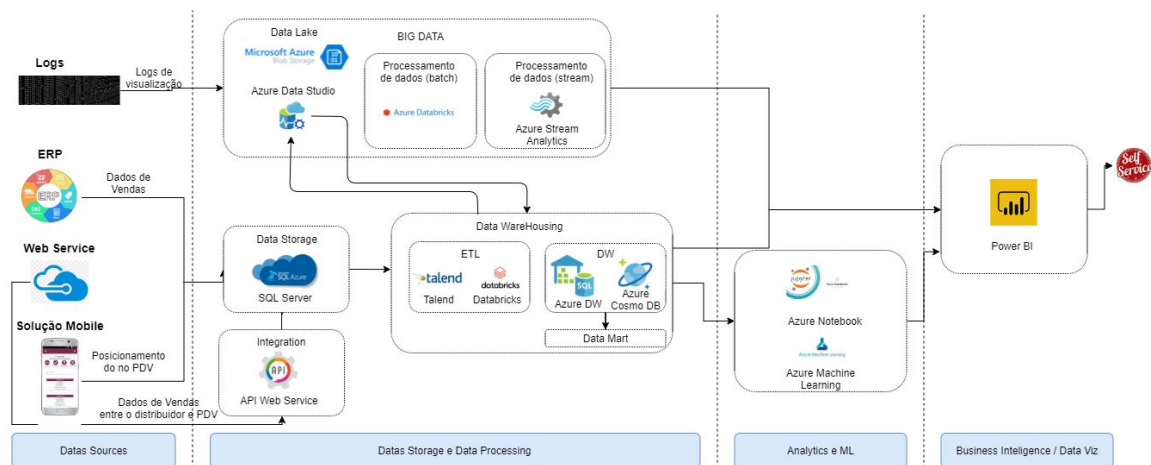 Logs
Logs de
visualização
ERP
ERP
Dados de
Vendas
Web Service
Solução Mobile
Posicionamento
do no PDV
Dados de Vendas
entre o distribuidor e PDV
Datas Sources
Data Lake
Microsoft Azure
Blob Storage
Azure Data Studio
BIG DATA
Processamento
de dados (batch)
Azure Databricks
Processamento
de dados (stream)
Azure Stream
Analytics
Data Storage
SQL Azure
SQL Server
Integration
API
API Web Service
Data WareHousing
ETL
talend
Talend
databricks
Databricks
DW
SQL
Azure DW
Azure
Cosmo DB
Data Mart
Datas Storage e Data Processing
jupyter
Azure Notebook
Azure Machine Learning
Azure Machine
Learning
Analytics e ML
Power BI
Self
Service
Business Inteligence / Data Viz